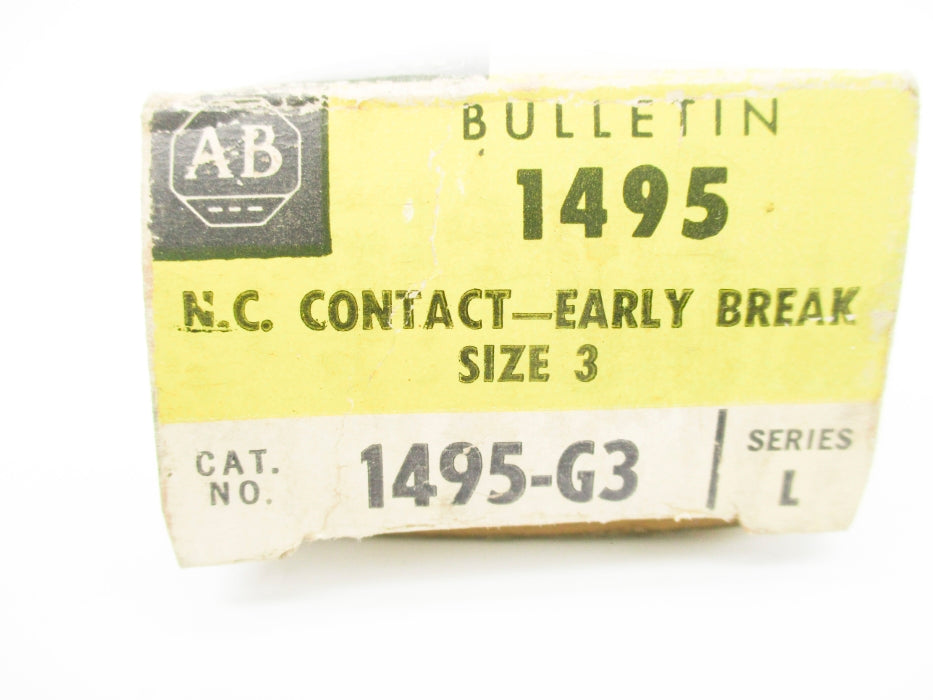 AB
BULLETIN
1495
N.C. CONTACT—EARLY BREAK
SIZE 3
CAT. NO.
1495-G3
SERIES
L